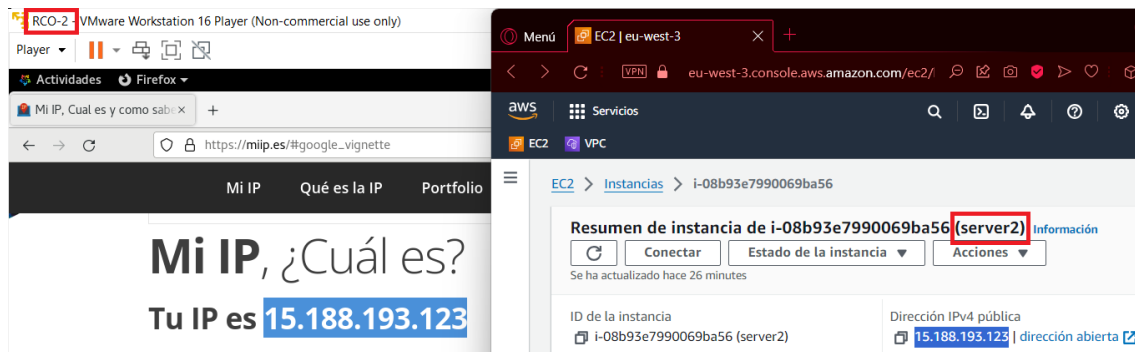 RCO-2 - VMware Workstation 16 Player (Non-commercial use only)
Player
Actividades Firefox
Mi IP, Cual es y como sab
https://miip.es/#google_vignette
Mi IP Qué es la IP Portfolio
Mi IP, ¿Cuál es?
Tu IP es 15.188.193.123
Menú EC2 | eu-west-3
VPN eu-west-3.console.aws.amazon.com/ec2/
aws Servicios
EC2 VPC
EC2 > Instancias > i-08b93e7990069ba56
Resumen de instancia de i-08b93e7990069ba56 (server2) Información
Conectar Estado de la instancia Acciones
Se ha actualizado hace 26 minutes
ID de la instancia
i-08b93e7990069ba56 (server2)
Dirección IPv4 pública
15.188.193.123 | dirección abierta